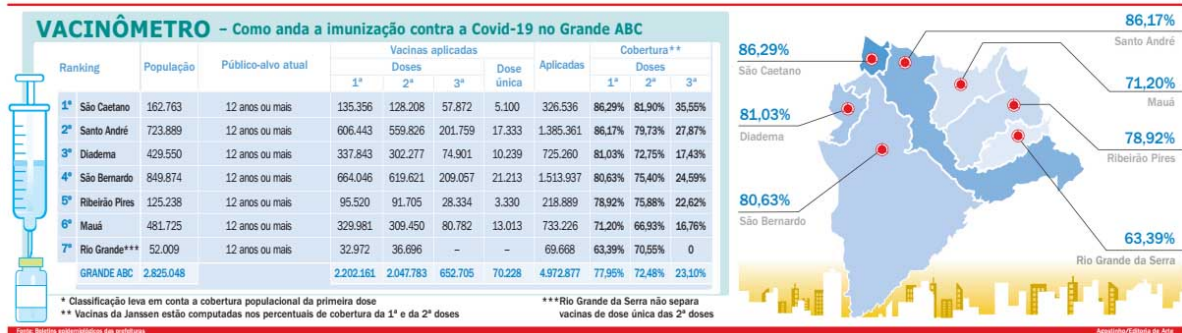 VACINÔMETRO – Como anda a imunização contra a Covid-19 no Grande ABC
Ranking População Público-alvo atual Vacinas aplicadas Aplicadas Cobertura**
Doses Dose única Doses
1ª 2ª 3ª 1ª 2ª 3ª
1º São Caetano 162.763 12 anos ou mais 135.356 128.208 57.872 5.100 326.536 86,29% 81,90% 35,55%
2º Santo André 723.889 12 anos ou mais 606.443 559.826 201.759 17.333 1.385.361 86,17% 79,73% 27,87%
3º Diadema 429.550 12 anos ou mais 337.843 302.277 74.901 10.239 725.260 81,03% 72,75% 17,43%
4º São Bernardo 849.874 12 anos ou mais 664.046 619.621 209.057 21.213 1.513.937 80,63% 75,40% 24,59%
5º Ribeirão Pires 125.238 12 anos ou mais 95.520 91.705 28.334 3.330 218.889 78,92% 75,88% 22,62%
6º Mauá 481.725 12 anos ou mais 329.981 309.450 80.782 13.013 733.226 71,20% 66,93% 16,76%
7º Rio Grande*** 52.009 12 anos ou mais 32.972 36.696 – – 69.668 63,39% 70,55% 0
GRANDE ABC 2.825.048 2.202.161 2.047.783 652.705 70.228 4.972.877 77,95% 72,48% 23,10%
* Classificação leva em conta a cobertura populacional da primeira dose
** Vacinas da Janssen estão computadas nos percentuais de cobertura da 1ª e da 2ª doses
***Rio Grande da Serra não separa
vacinas de dose única das 2ª doses
86,29%
São Caetano
81,03%
Diadema
80,63%
São Bernardo
86,17%
Santo André
71,20%
Mauá
78,92%
Ribeirão Pires
63,39%
Rio Grande da Serra
Fonte: Boletins epidemiológicos das prefeituras
Agostinho/Editoria de Arte